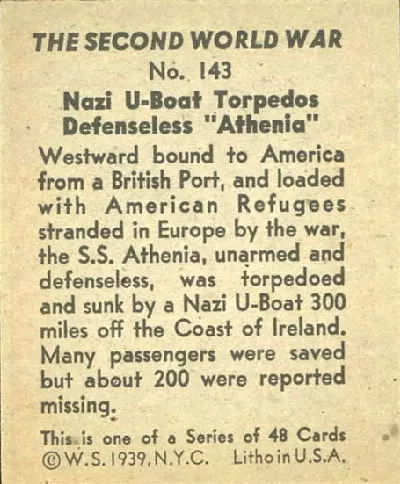 THE SECOND WORLD WAR
No. 143
Nazi U-Boat Torpedos
Defenseless "Athenia"
Westward bound to America
from a British Port, and loaded
with American Refugees
stranded in Europe by the war,
the S.S. Athenia, unarmed and
defenseless, was torpedoed
and sunk by a Nazi U-Boat 300
miles off the Coast of Ireland.
Many passengers were saved
but about 200 were reported
missing.
This is one of a Series of 48 Cards
© W.S. 1939, N.Y.C. Litho in U.S.A.